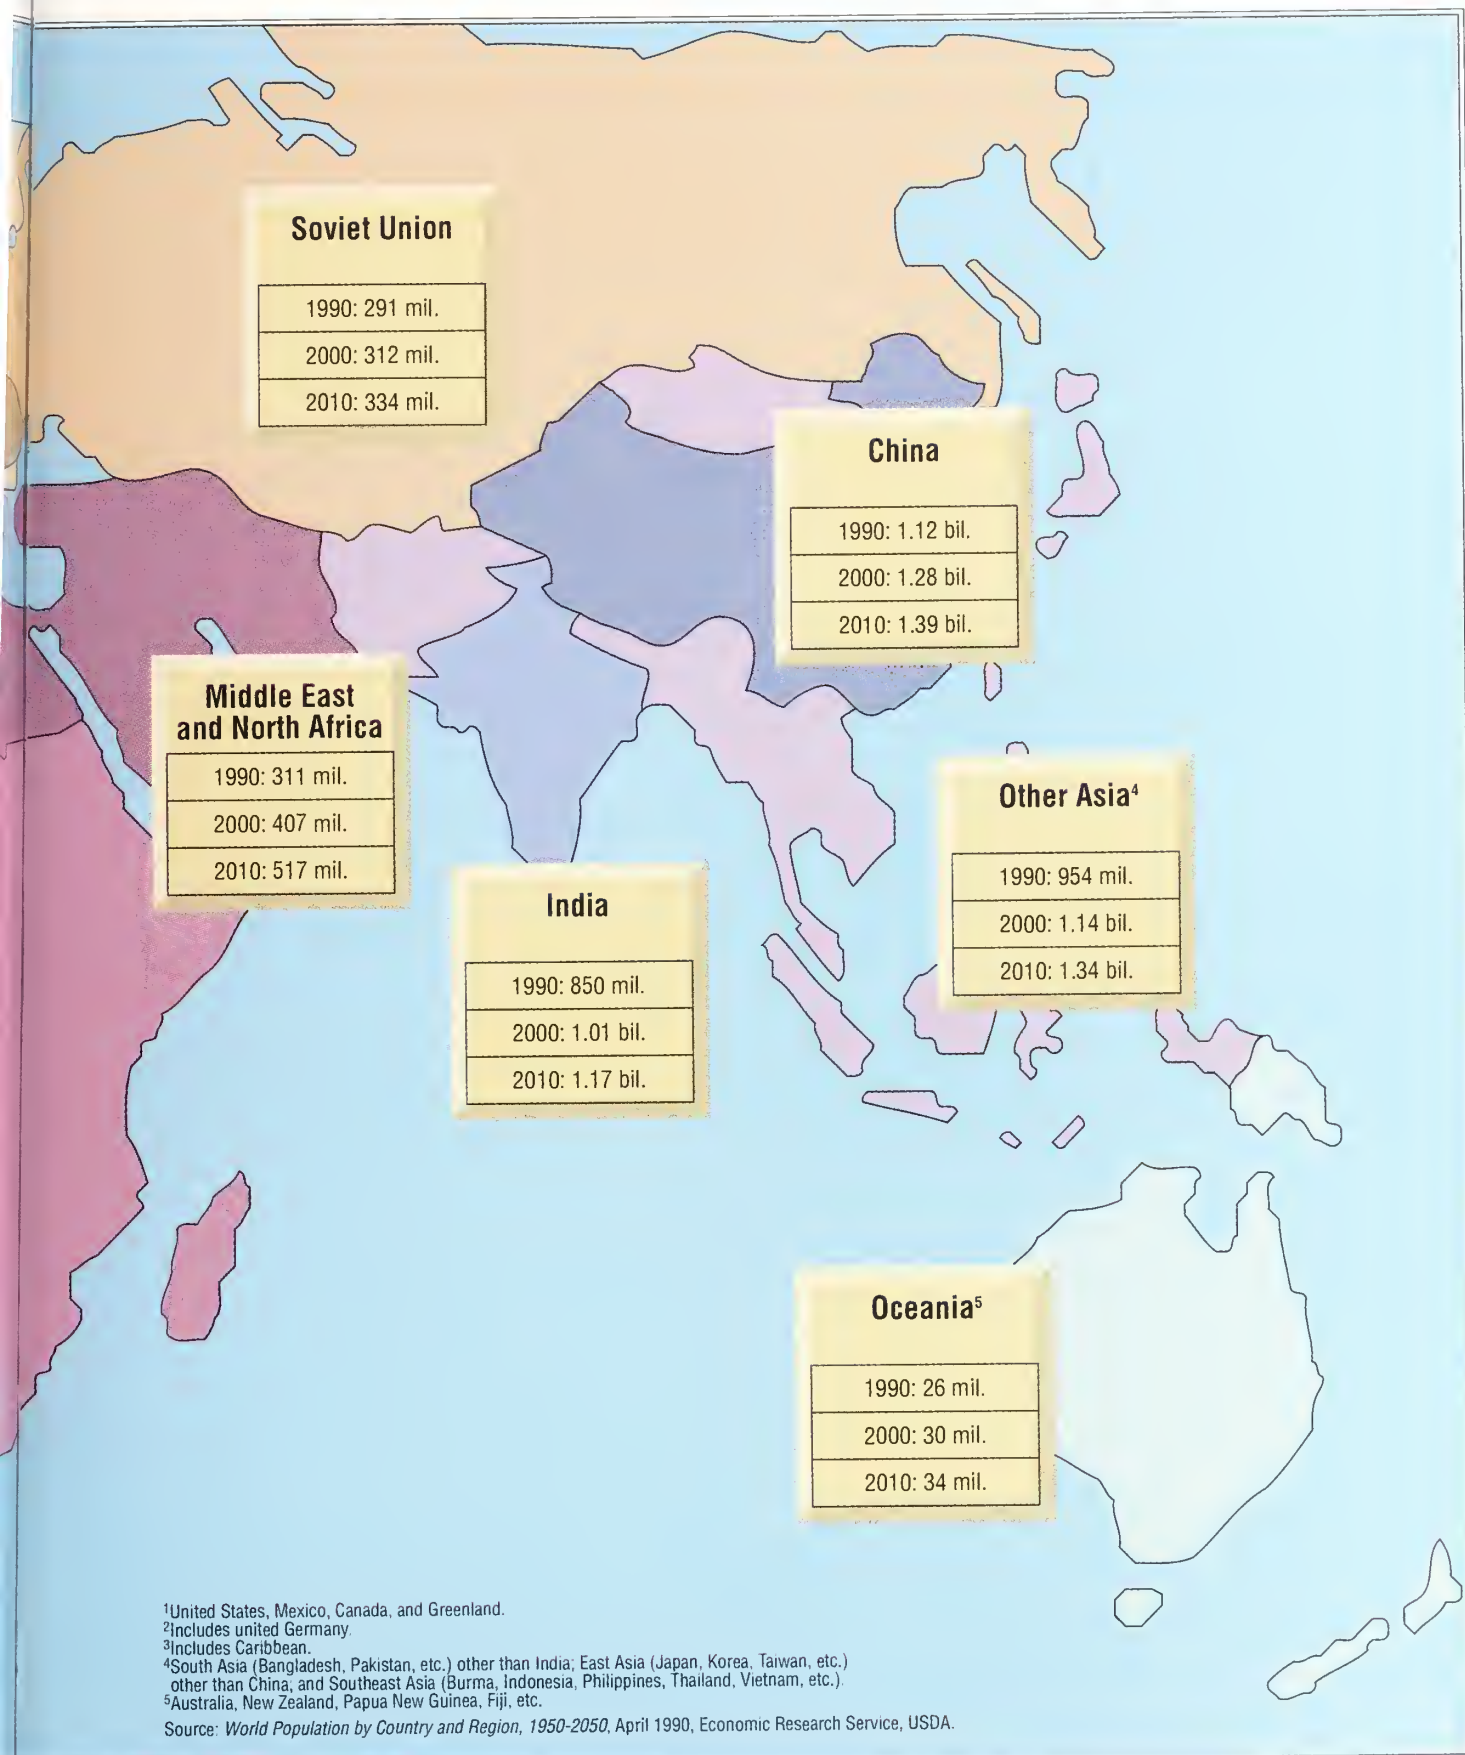 Soviet Union
1990: 291 mil.
2000: 312 mil.
2010: 334 mil.
China
1990: 1.12 bil.
2000: 1.28 bil.
2010: 1.39 bil.
Middle East
and North Africa
1990: 311 mil.
2000: 407 mil.
2010: 517 mil.
Other Asia⁴
1990: 954 mil.
2000: 1.14 bil.
2010: 1.34 bil.
India
1990: 850 mil.
2000: 1.01 bil.
2010: 1.17 bil.
Oceania⁵
1990: 26 mil.
2000: 30 mil.
2010: 34 mil.
¹United States, Mexico, Canada, and Greenland.
²Includes united Germany.
³Includes Caribbean.
⁴South Asia (Bangladesh, Pakistan, etc.) other than India; East Asia (Japan, Korea, Taiwan, etc.)
other than China; and Southeast Asia (Burma, Indonesia, Philippines, Thailand, Vietnam, etc.).
⁵Australia, New Zealand, Papua New Guinea, Fiji, etc.
Source: World Population by Country and Region, 1950-2050, April 1990, Economic Research Service, USDA.